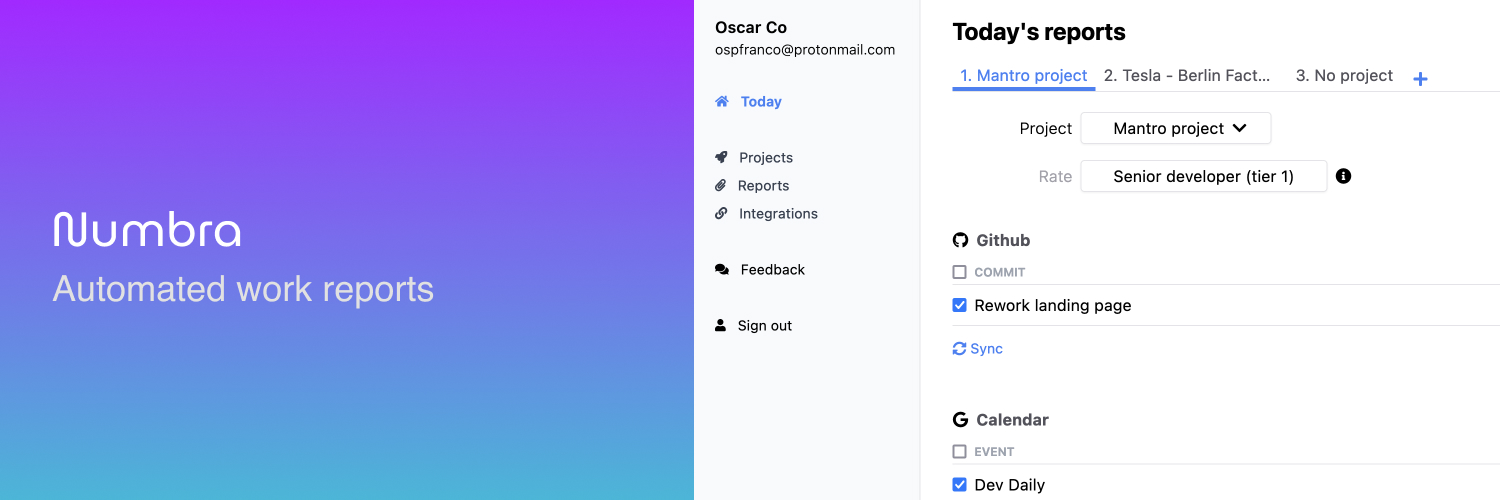 Numbra
Automated work reports
Oscar Co
ospfranco@protonmail.com
Today
Projects
Reports
Integrations
Feedback
Sign out
Today's reports
1. Mantro project 2. Tesla - Berlin Fact... 3. No project +
Project Mantro project
Rate Senior developer (tier 1)
Github
COMMIT
Rework landing page
Sync
Calendar
EVENT
Dev Daily